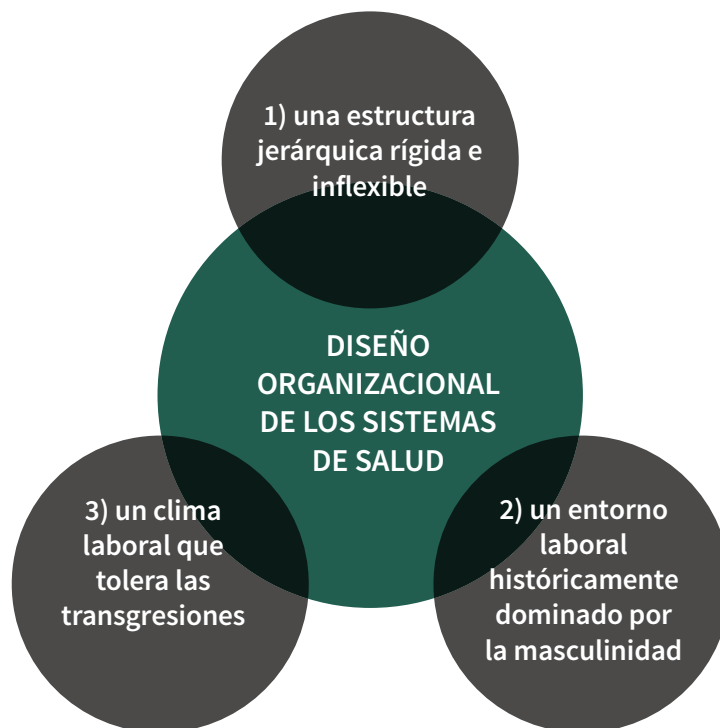 1) una estructura
jerárquica rígida e
inflexible
DISEÑO
ORGANIZACIONAL
DE LOS SISTEMAS
DE SALUD
3) un clima
laboral que
tolera las
transgresiones
2) un entorno
laboral
históricamente
dominado por
la masculinidad